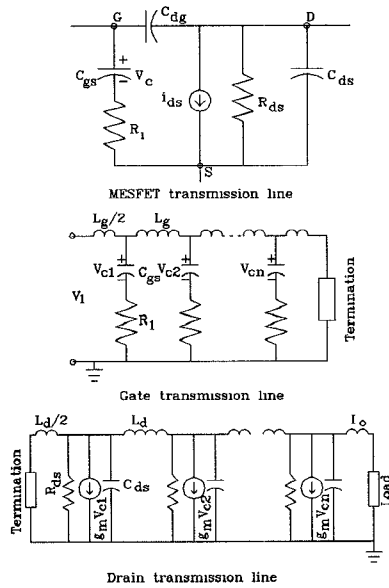 G C_dg D
+
C_gs V_c
-
i_ds R_ds C_ds
R_1
S
MESFET transmission line
L_g/2 L_g
+ + +
V_c1 C_gs V_c2 V_cn
V_1
R_1
Termination
Gate transmission line
L_d/2 L_d I_o
Termination
R_ds
g_m V_c1
C_ds
g_m V_c2
g_m V_cn
Load
Drain transmission line